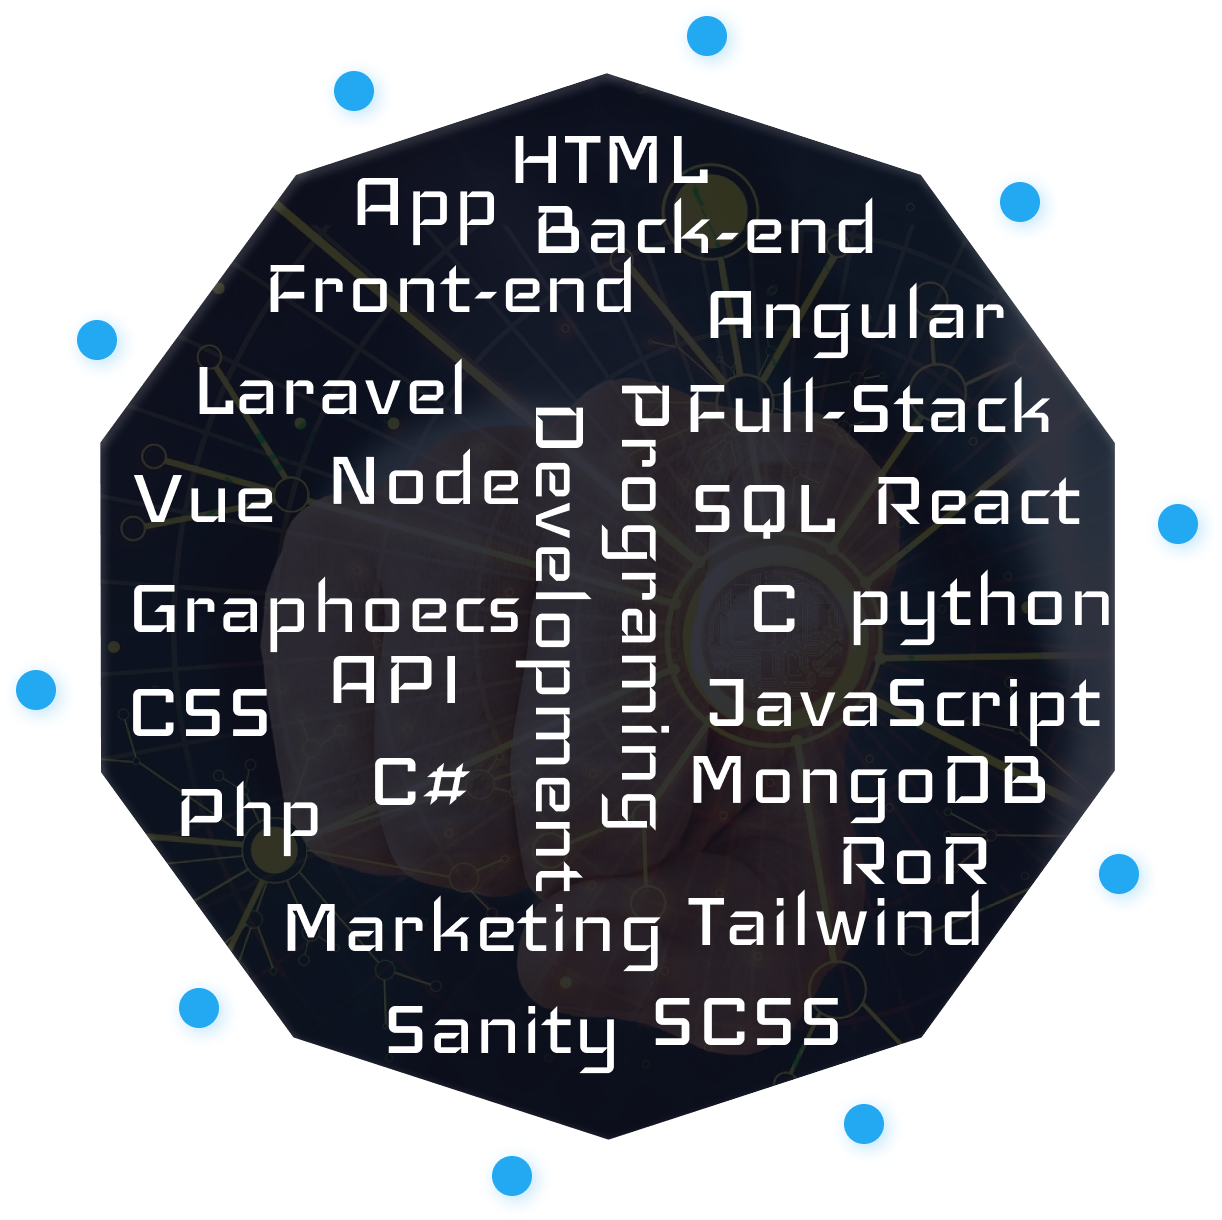 HTML
App
Back-end
Front-end
Angular
Laravel
Full-Stack
Development
Programing
Vue
Node
SQL
React
Graphoecs
C
python
API
CSS
JavaScript
C#
MongoDB
Php
RoR
Marketing
Tailwind
Sanity
SCSS